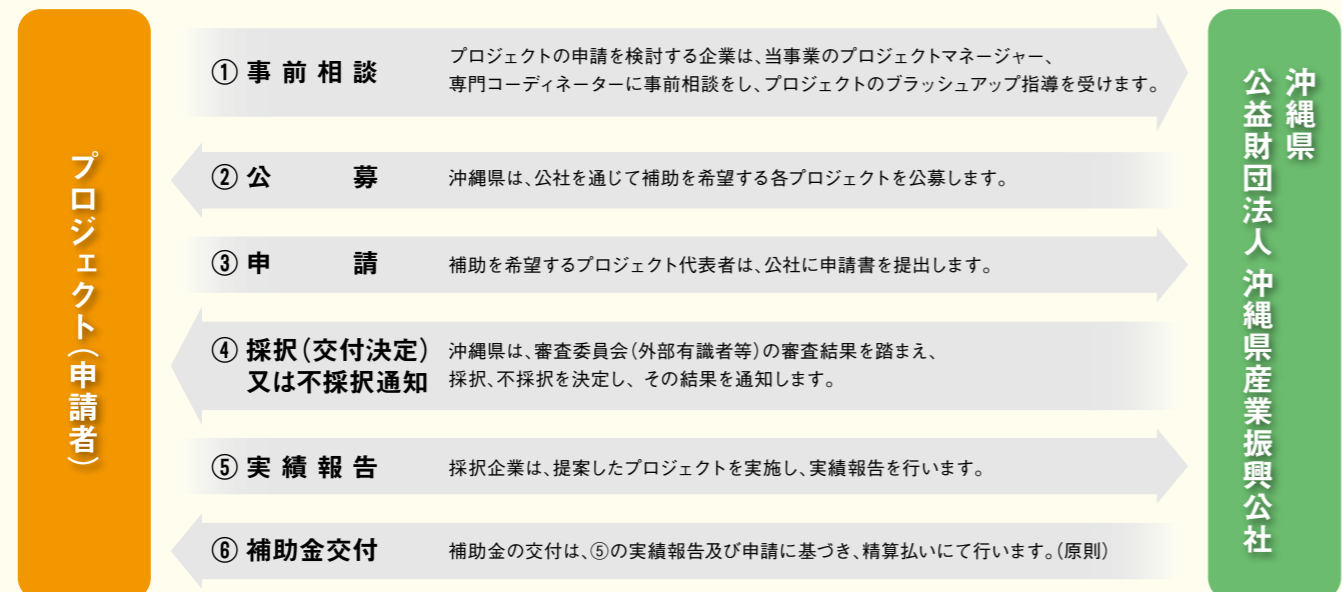 プロジェクト(申請者)
① 事前相談
プロジェクトの申請を検討する企業は、当事業のプロジェクトマネージャー、
専門コーディネーターに事前相談をし、プロジェクトのブラッシュアップ指導を受けます。
② 公募
沖縄県は、公社を通じて補助を希望する各プロジェクトを公募します。
③ 申請
補助を希望するプロジェクト代表者は、公社に申請書を提出します。
④ 採択(交付決定)
又は不採択通知
沖縄県は、審査委員会(外部有識者等)の審査結果を踏まえ、
採択、不採択を決定し、その結果を通知します。
⑤ 実績報告
採択企業は、提案したプロジェクトを実施し、実績報告を行います。
⑥ 補助金交付
補助金の交付は、⑤の実績報告及び申請に基づき、精算払いにて行います。(原則)
沖縄県
公益財団法人 沖縄県産業振興公社